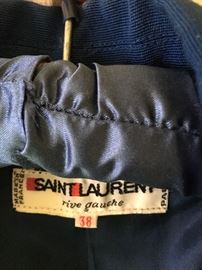 SAINT LAURENT
rive gauche
38